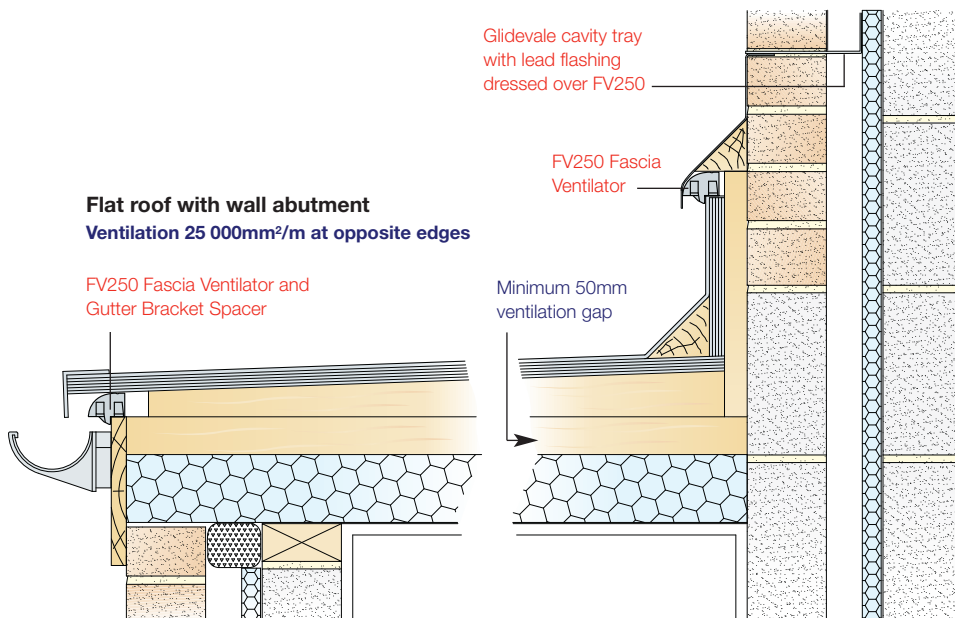 Glidevale cavity tray
with lead flashing
dressed over FV250
FV250 Fascia
Ventilator
Flat roof with wall abutment
Ventilation 25 000mm²/m at opposite edges
FV250 Fascia Ventilator and
Gutter Bracket Spacer
Minimum 50mm
ventilation gap